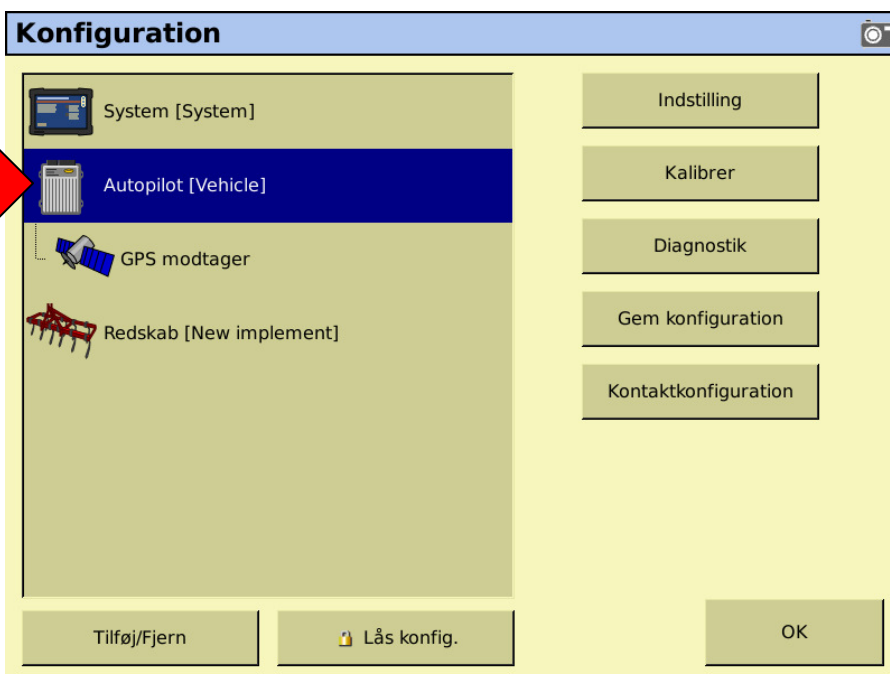 Konfiguration
System [System]
Autopilot [Vehicle]
GPS modtager
Redskab [New implement]
Indstilling
Kalibrer
Diagnostik
Gem konfiguration
Kontaktkonfiguration
Tilføj/Fjern
Lås konfig.
OK